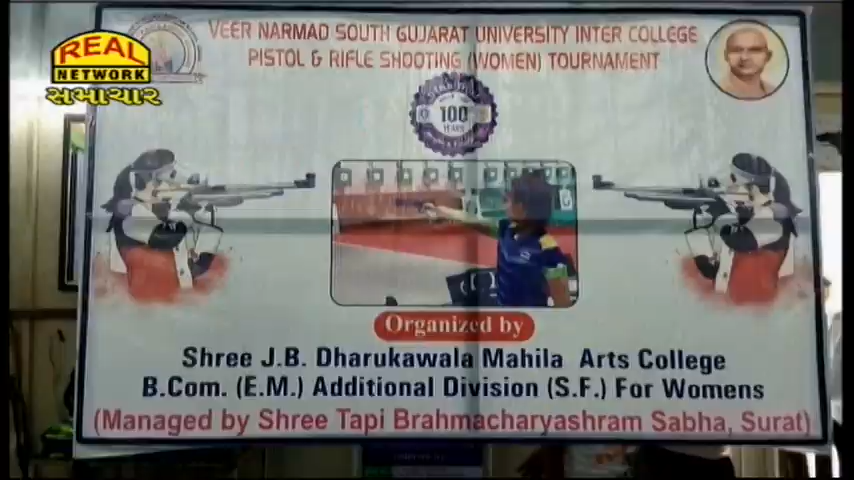 REAL
NETWORK
સમાચાર
VEER NARMAD SOUTH GUJARAT UNIVERSITY INTER COLLEGE
PISTOL & RIFLE SHOOTING (WOMEN) TOURNAMENT
100
YEARS
Organized by
Shree J.B. Dharukawala Mahila Arts College
B.Com. (E.M.) Additional Division (S.F.) For Womens
(Managed by Shree Tapi Brahmacharyashram Sabha, Surat)